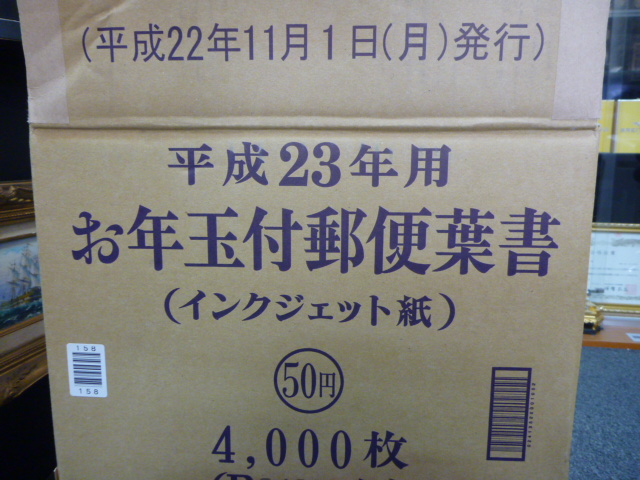 (平成22年11月1日(月)発行)
平成23年用
お年玉付郵便葉書
(インクジェット紙)
50円
158
158
4,000枚